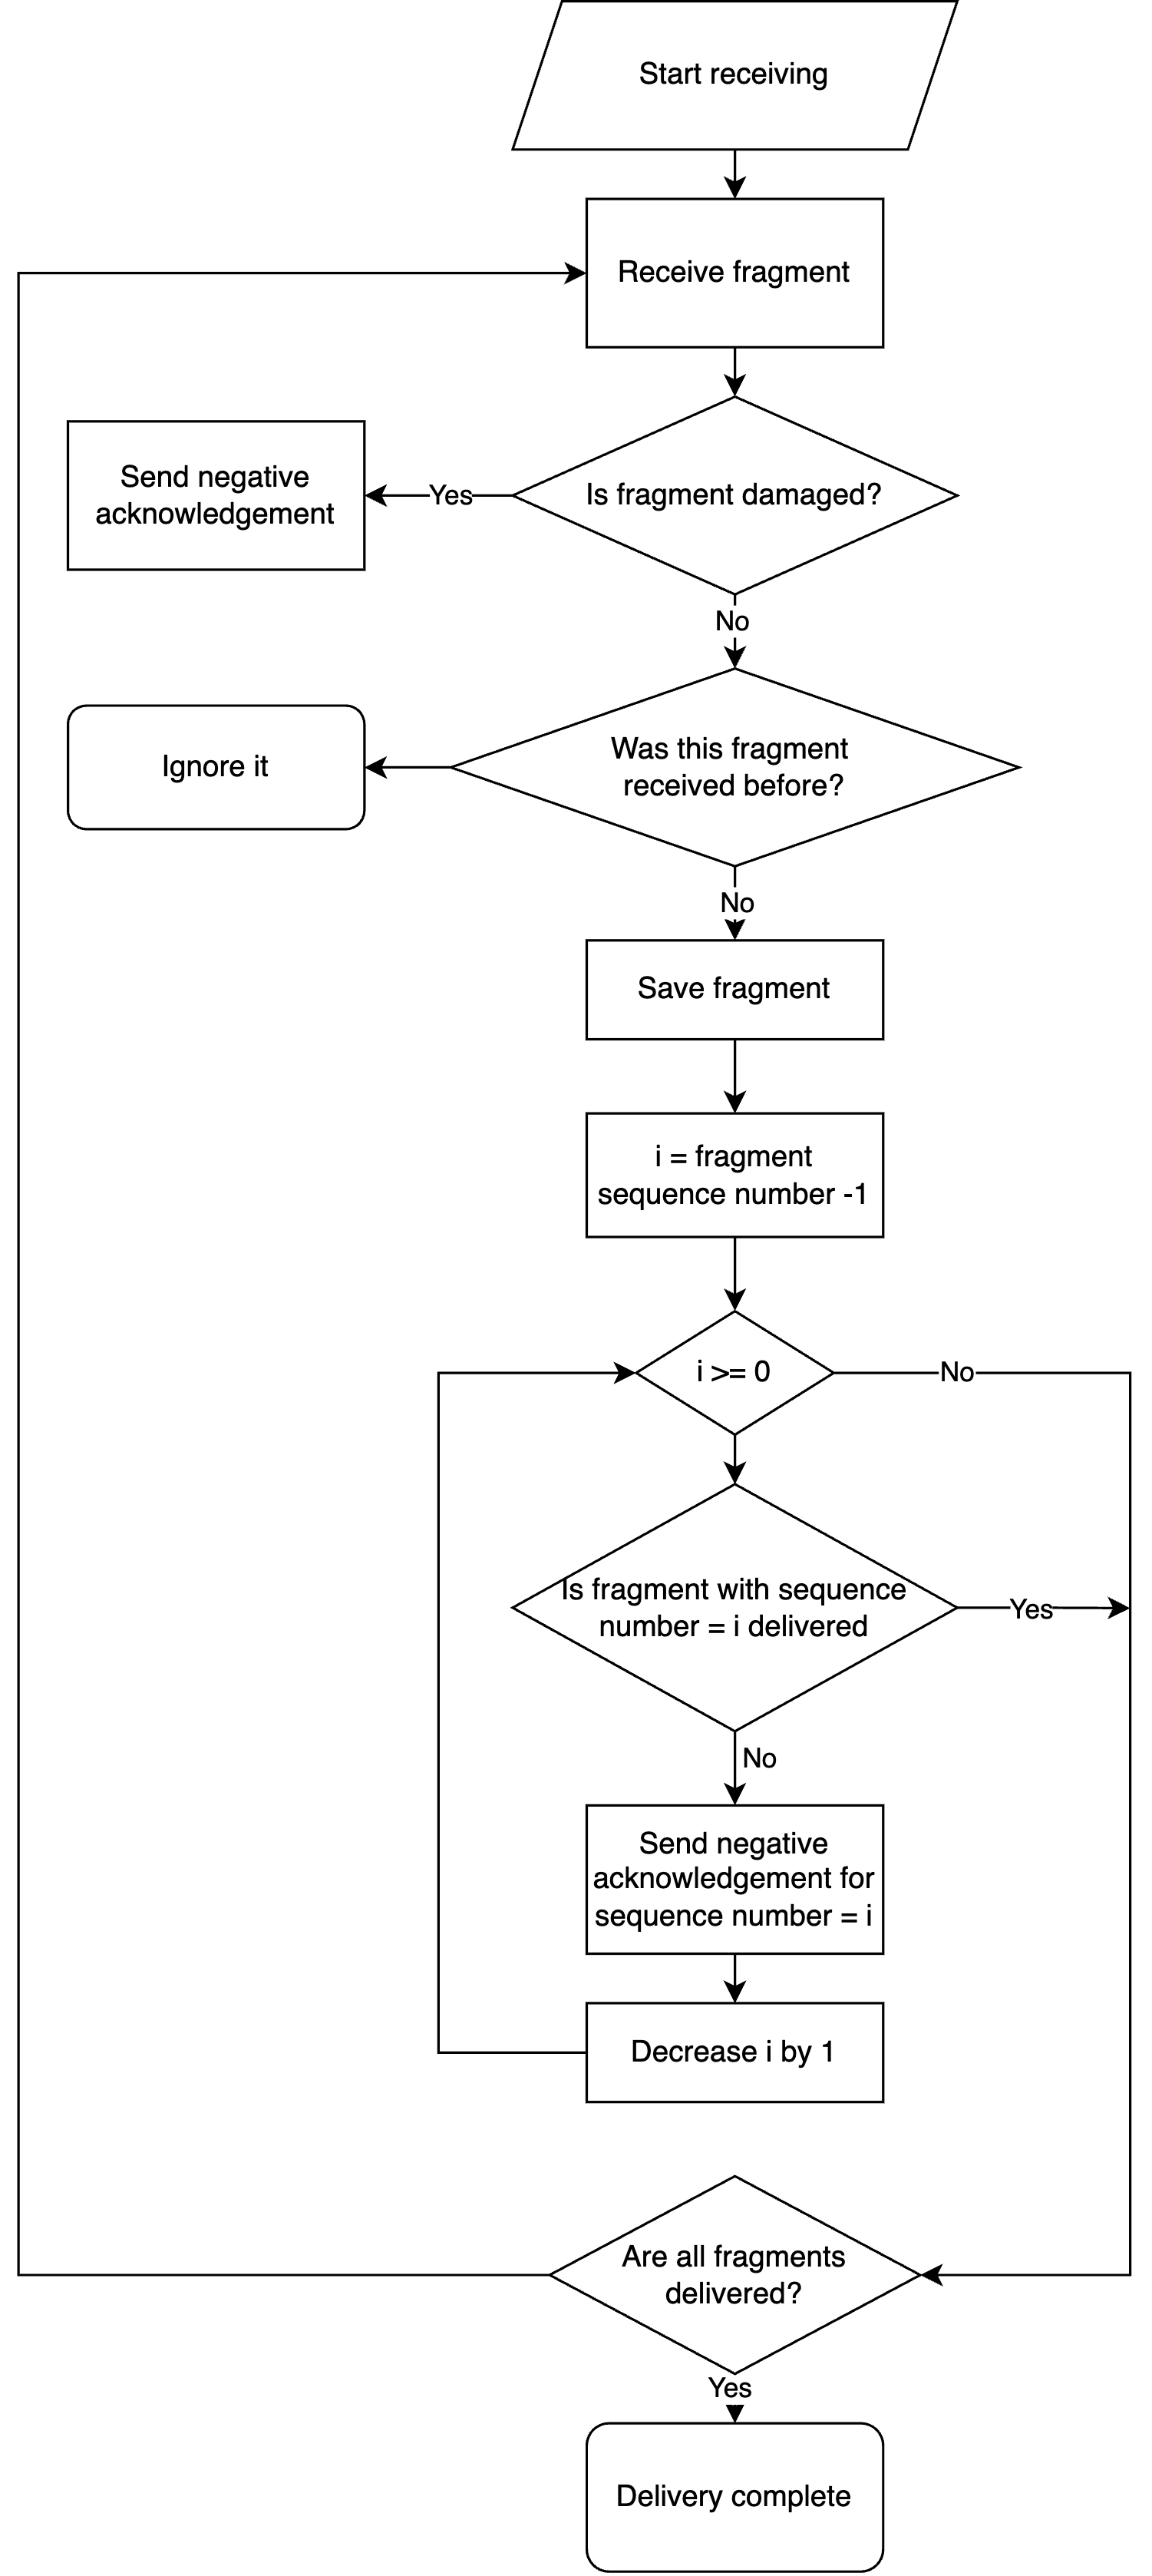 Start receiving
Receive fragment
Send negative
acknowledgement
Yes
Is fragment damaged?
No
Ignore it
Was this fragment
received before?
No
Save fragment
i = fragment
sequence number -1
i >= 0
No
Is fragment with sequence
number = i delivered
Yes
No
Send negative
acknowledgement for
sequence number = i
Decrease i by 1
Are all fragments
delivered?
Yes
Delivery complete